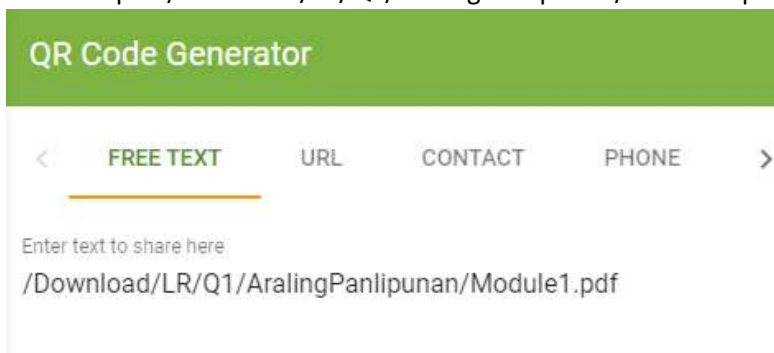 QR Code Generator
< FREE TEXT URL CONTACT PHONE >
Enter text to share here
/Download/LR/Q1/AralingPanlipunan/Module1.pdf